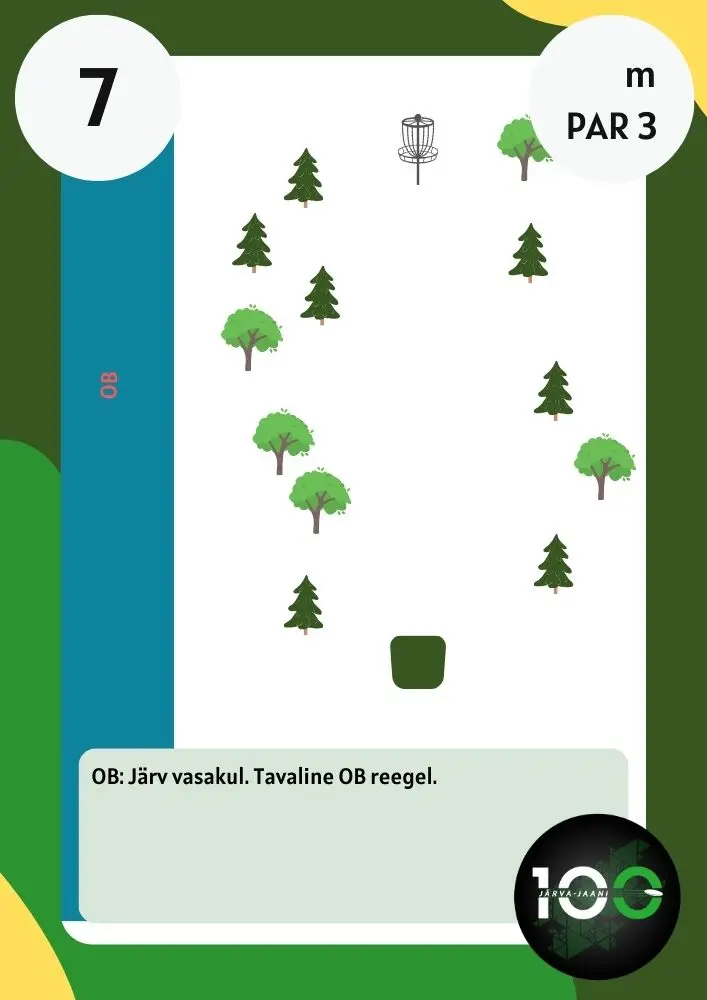 7
m
PAR 3
OB
OB: Järv vasakul. Tavaline OB reegel.
100
JÄRVA-JAANI